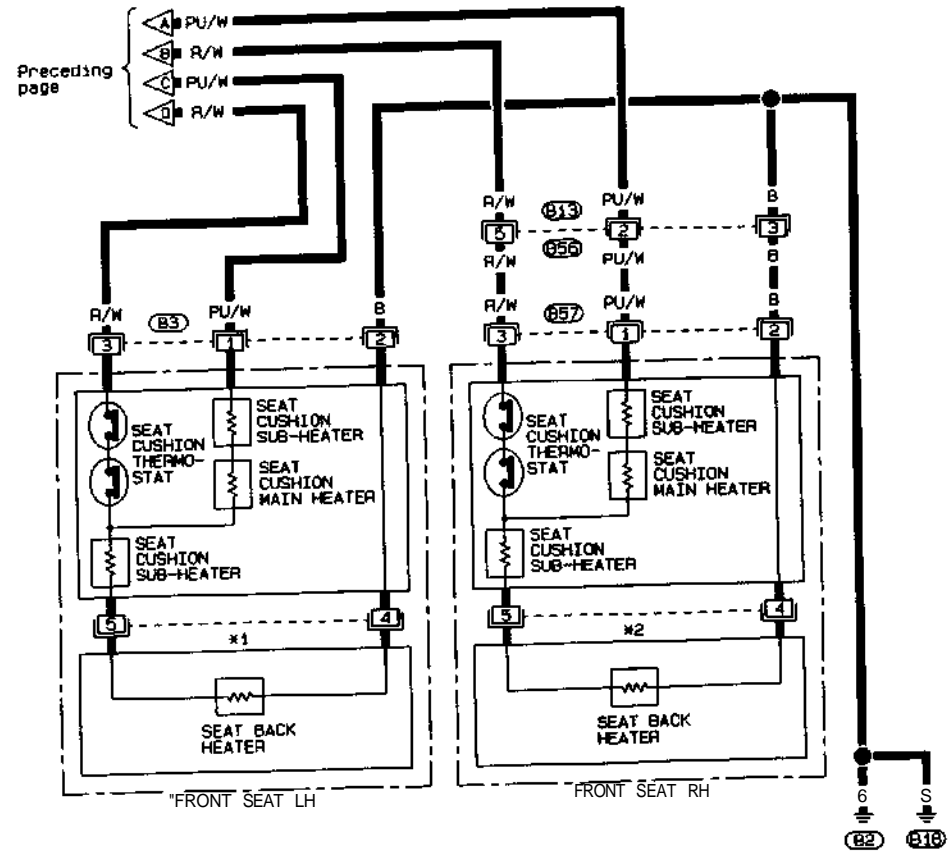 A PU/W
B R/W
Preceding
page
C PU/W
D R/W
R/W B13 PU/W B
5 2 3
R/W B56 PU/W B
R/W B3 PU/W B
3 1 2
R/W B57 PU/W B
3 1 2
SEAT
CUSHION
THERMO-
STAT
SEAT
CUSHION
SUB-HEATER
SEAT
CUSHION
MAIN HEATER
SEAT
CUSHION
SUB-HEATER
5 4
*1
SEAT BACK
HEATER
"FRONT SEAT LH
SEAT
CUSHION
THERMO-
STAT
SEAT
CUSHION
SUB-HEATER
SEAT
CUSHION
MAIN HEATER
SEAT
CUSHION
SUB-HEATER
5 4
*2
SEAT BACK
HEATER
FRONT SEAT RH
6 S
B2 B18